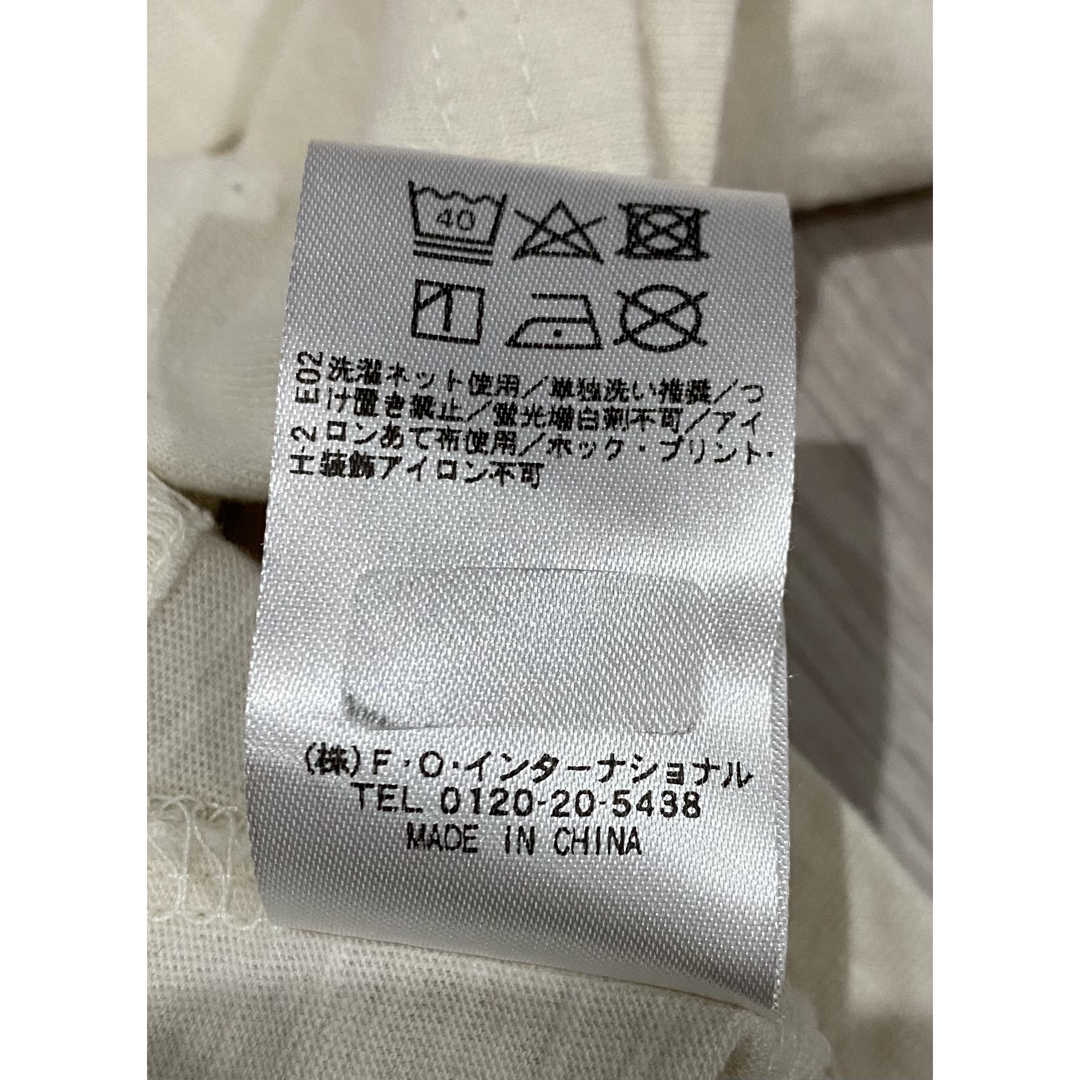 40
E02
洗濯ネット使用/単独洗い推奨/つ
け置き禁止/蛍光増白剤不可/アイ
H-2
ロンあて布使用/ホック・プリント・
装飾アイロン不可
(株)F・O・インターナショナル
TEL 0120-20-5438
MADE IN CHINA